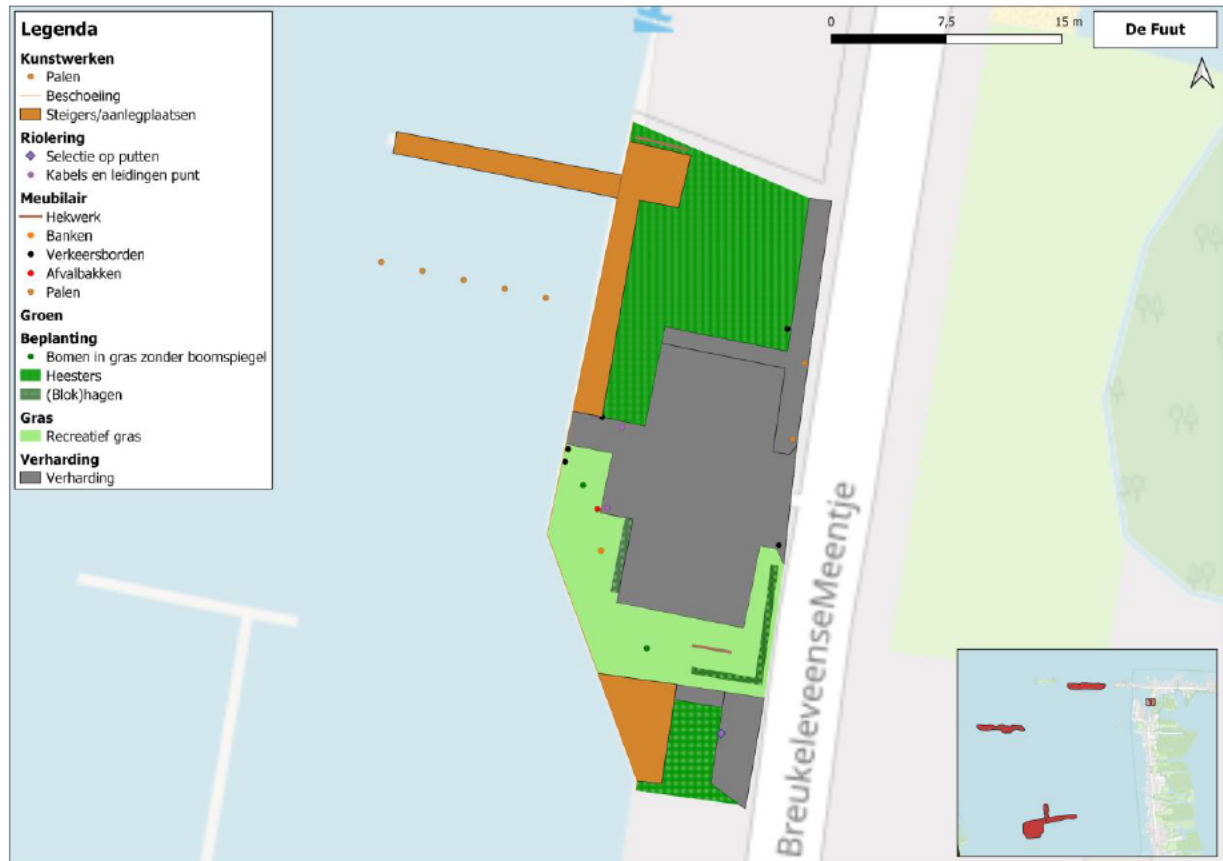 Legenda
Kunstwerken
Palen
Beschoeiing
Steigers/aanlegplaatsen
Riolering
Selectie op putten
Kabels en leidingen punt
Meubilair
Hekwerk
Banken
Verkeersborden
Afvalbakken
Palen
Groen
Beplanting
Bomen in gras zonder boomspiegel
Heesters
(Blok)hagen
Gras
Recreatief gras
Verharding
Verharding
0 7,5 15 m
De Fuut
BreukeleveenseMeentje